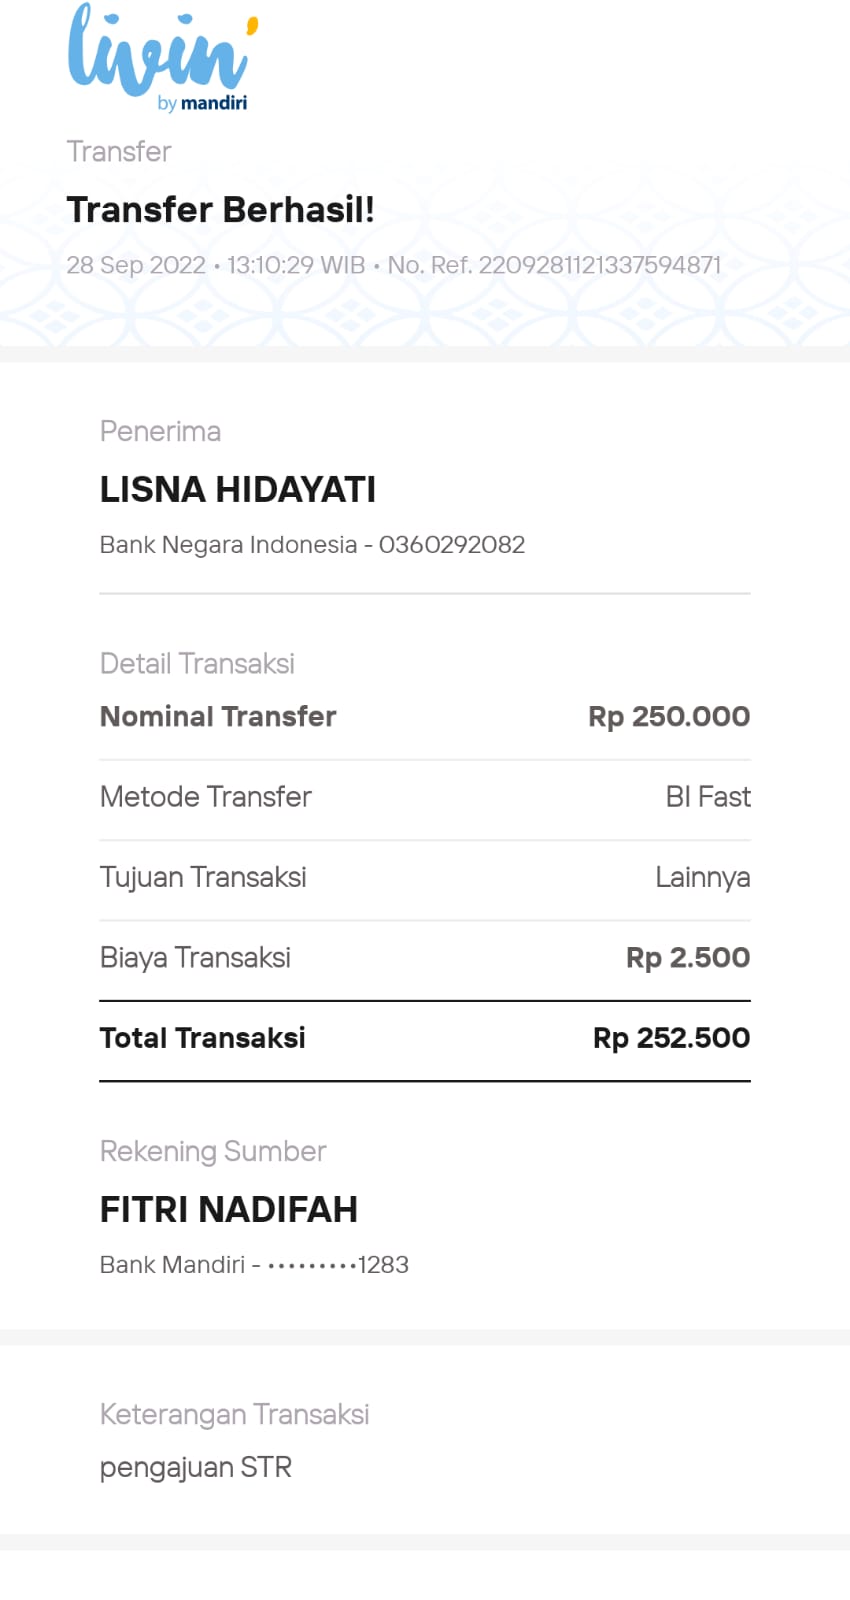 livin'
by mandiri
Transfer
Transfer Berhasil!
28 Sep 2022 • 13:10:29 WIB • No. Ref. 2209281121337594871
Penerima
LISNA HIDAYATI
Bank Negara Indonesia - 0360292082
Detail Transaksi
Nominal Transfer Rp 250.000
Metode Transfer BI Fast
Tujuan Transaksi Lainnya
Biaya Transaksi Rp 2.500
Total Transaksi Rp 252.500
Rekening Sumber
FITRI NADIFAH
Bank Mandiri - •••••••••1283
Keterangan Transaksi
pengajuan STR